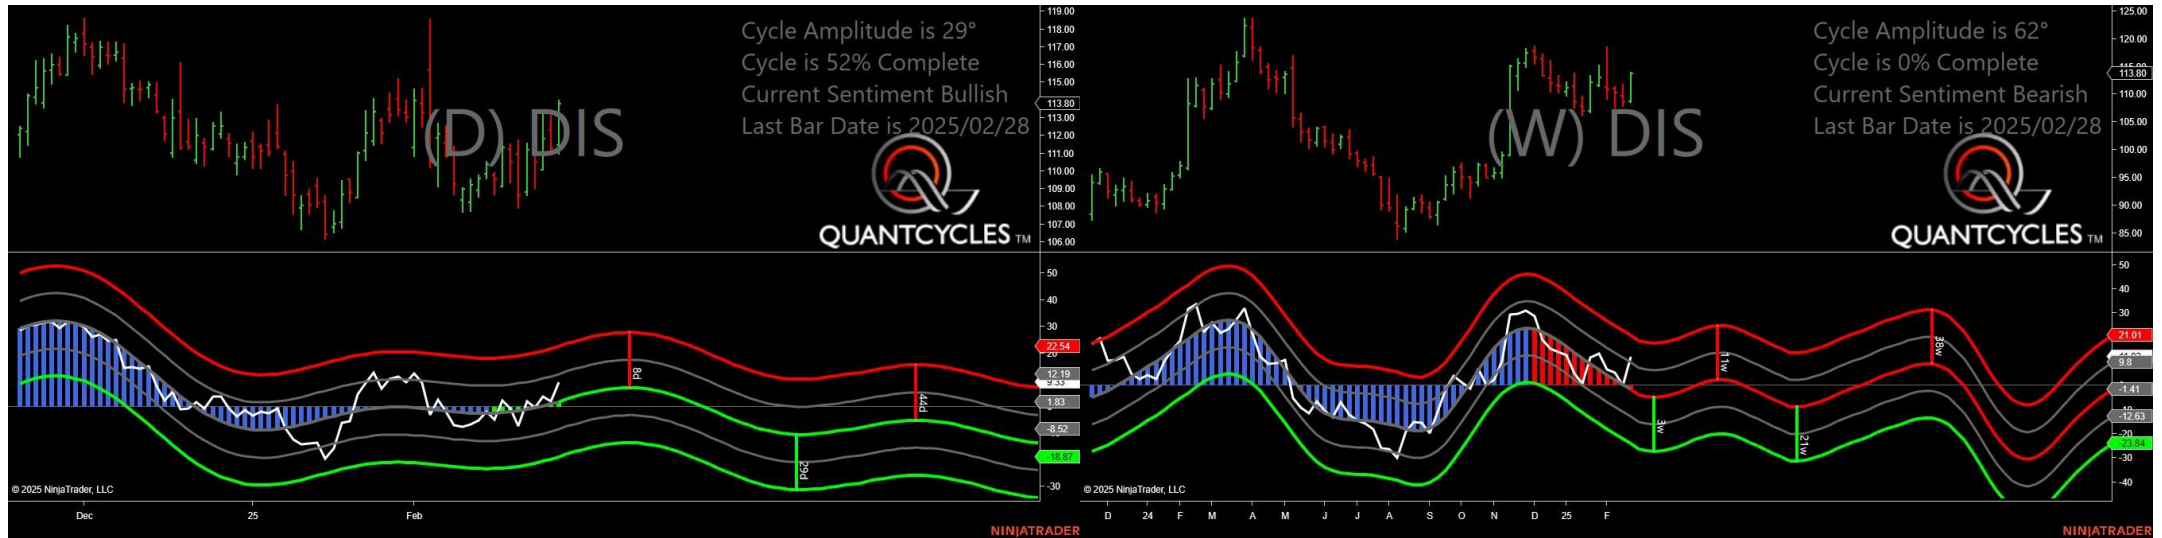 Cycle Amplitude is 29°
Cycle is 52% Complete
Current Sentiment Bullish
Last Bar Date is 2025/02/28
(D) DIS
QUANTCYCLES TM
119.00
118.00
117.00
116.00
115.00
113.80
113.00
112.00
111.00
110.00
109.00
108.00
107.00
106.00
50
40
30
22.54
20
12.19
9.33
1.83
-8.52
-18.87
-30
8d
29d
44d
© 2025 NinjaTrader, LLC
Dec
25
Feb
NINJATRADER
Cycle Amplitude is 62°
Cycle is 0% Complete
Current Sentiment Bearish
Last Bar Date is 2025/02/28
(W) DIS
QUANTCYCLES TM
125.00
120.00
115.00
113.80
110.00
105.00
100.00
95.00
90.00
85.00
50
40
30
21.01
9.8
-1.41
-12.63
-20
-23.84
-30
-40
3w
11w
21w
38w
© 2025 NinjaTrader, LLC
D 24 F M A M J J A S O N D 25 F
NINJATRADER